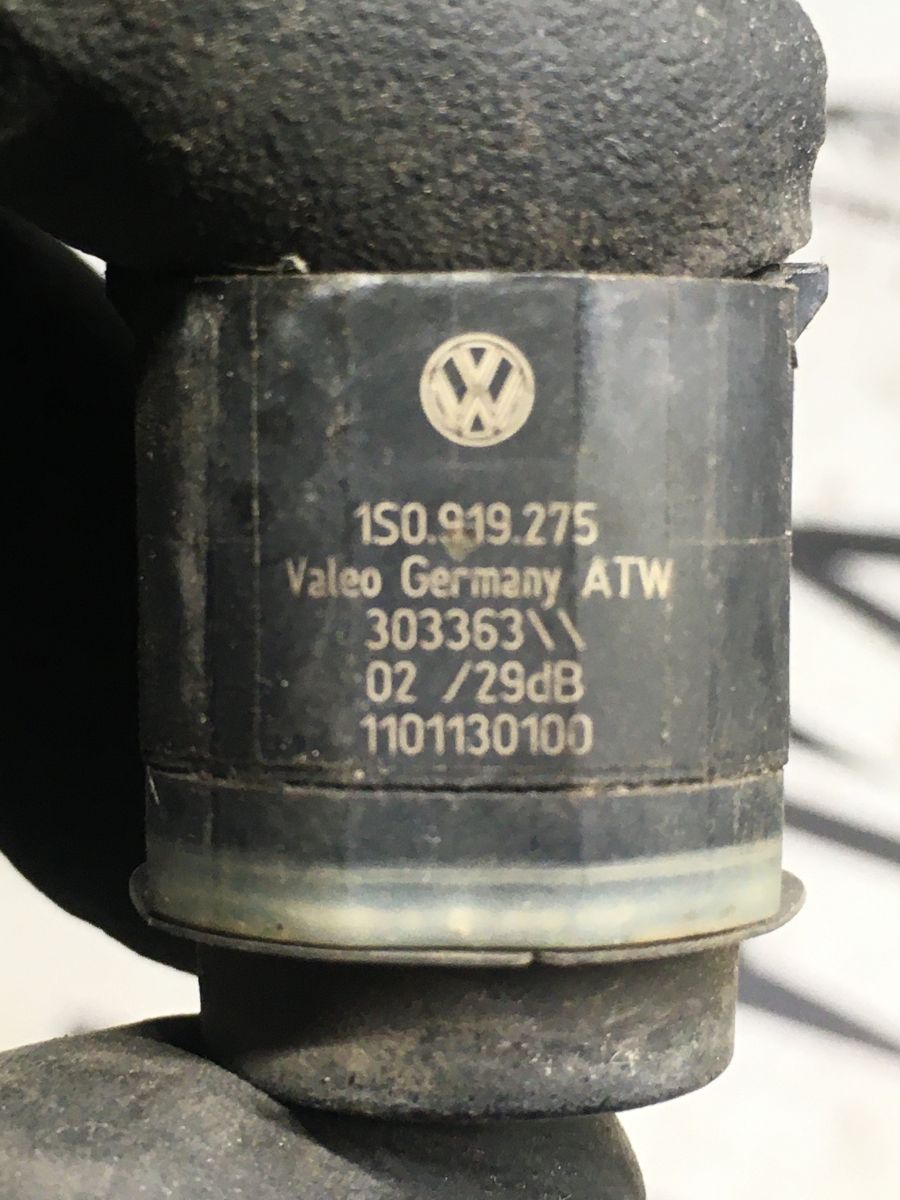 1S0.919.275
Valeo Germany ATW
303363\\
02 /29dB
1101130100